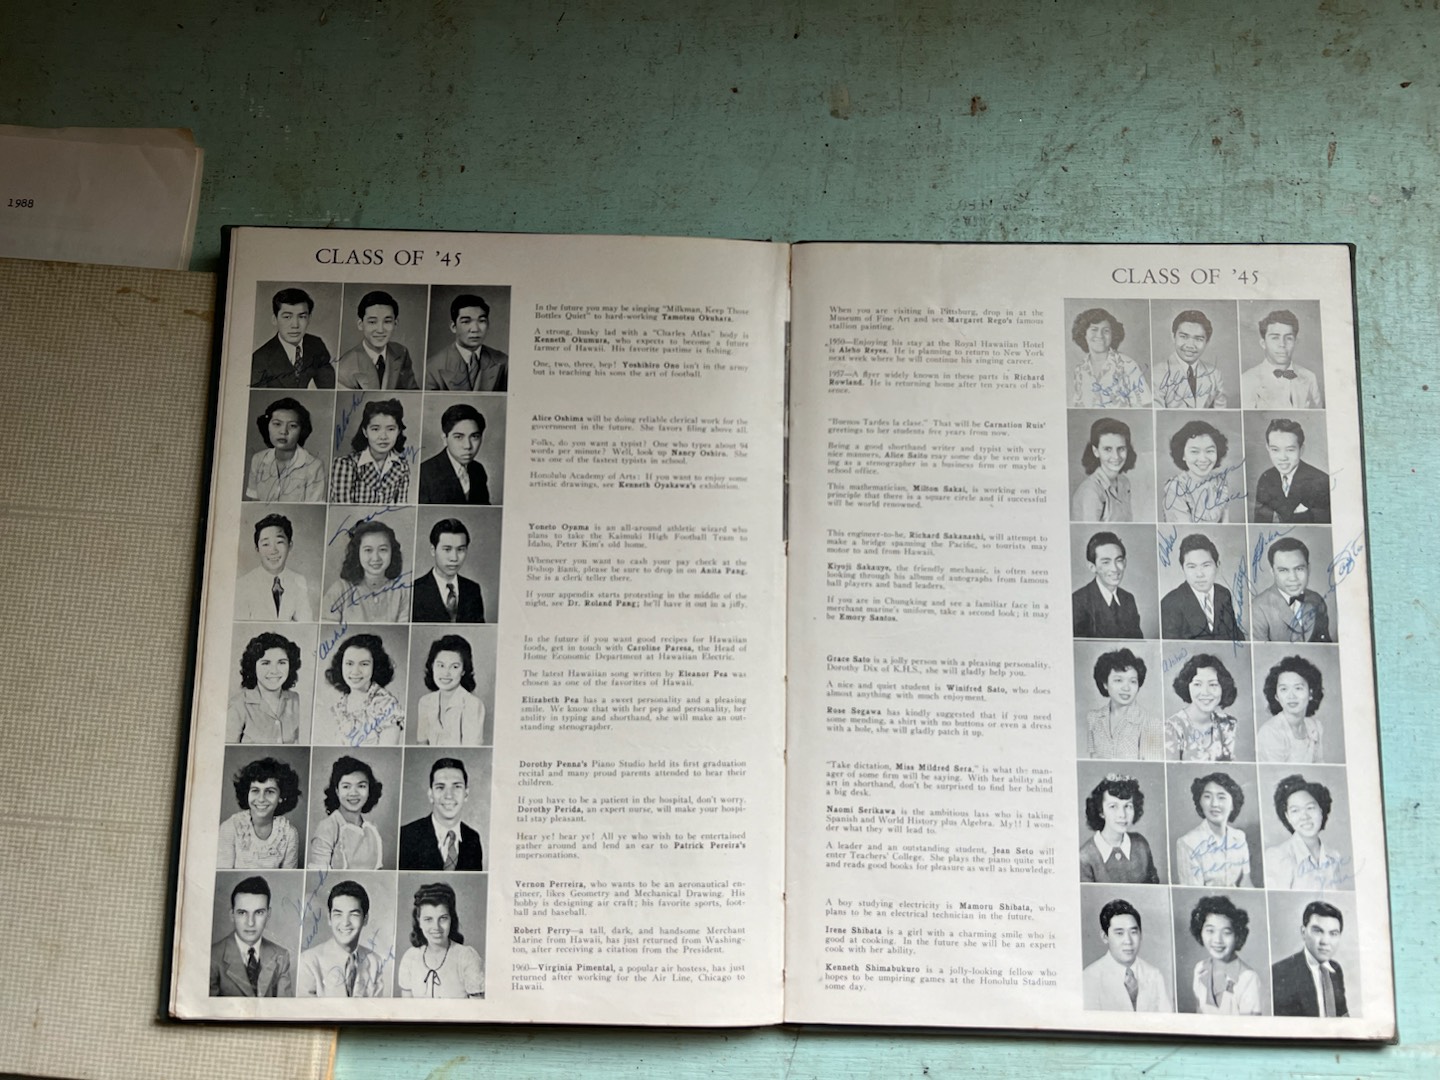 1988
CLASS OF '45
In the future you may be singing "Milkman, Keep Those
Bottles Quiet" to hard-working Tamotsu Okuhara.
A strong, husky lad with a "Charles Atlas" body is
Kenneth Okumura, who expects to become a future
farmer of Hawaii. His favorite pastime is fishing.
One, two, three, hep! Yoshihiro Ono isn't in the army
but is teaching his sons the art of football.
Alice Oshima will be doing reliable clerical work for the
government in the future. She favors filing above all.
Folks, do you want a typist? One who types about 94
words per minute? Well, look up Nancy Oshiro. She
was one of the fastest typists in school.
Honolulu Academy of Arts: If you want to enjoy some
artistic drawings, see Kenneth Oyakawa's exhibition.
Yoneto Oyama is an all-around athletic wizard who
plans to take the Kaimuki High Football Team to
Idaho, Peter Kim's old home.
Whenever you want to cash your pay check at the
Bishop Bank, please be sure to drop in on Anita Pang.
She is a clerk teller there.
If your appendix starts protesting in the middle of the
night, see Dr. Roland Pang; he'll have it out in a jiffy.
In the future if you want good recipes for Hawaiian
foods, get in touch with Caroline Paresa, the Head of
Home Economic Department at Hawaiian Electric.
The latest Hawaiian song written by Eleanor Pea was
chosen as one of the favorites of Hawaii.
Elizabeth Pea has a sweet personality and a pleasing
smile. We know that with her pep and personality, her
ability in typing and shorthand, she will make an out-
standing stenographer.
Dorothy Penna's Piano Studio held its first graduation
recital and many proud parents attended to hear their
children.
If you have to be a patient in the hospital, don't worry.
Dorothy Perida, an expert nurse, will make your hospi-
tal stay pleasant.
Hear ye! hear ye! All ye who wish to be entertained
gather around and lend an ear to Patrick Pereira's
impersonations.
Vernon Perreira, who wants to be an aeronautical en-
gineer, likes Geometry and Mechanical Drawing. His
hobby is designing air craft; his favorite sports, foot-
ball and baseball.
Robert Perry—a tall, dark, and handsome Merchant
Marine from Hawaii, has just returned from Washing-
ton, after receiving a citation from the President.
1960—Virginia Pimental, a popular air hostess, has just
returned after working for the Air Line, Chicago to
Hawaii.
Aloha
Anita
Aloha
Eleanor
CLASS OF '45
When you are visiting in Pittsburg, drop in at the
Museum of Fine Art and see Margaret Rego's famous
stallion painting.
1950—Enjoying his stay at the Royal Hawaiian Hotel
is Alebo Reyes. He is planning to return to New York
next week where he will continue his singing career.
1957—A flyer widely known in these parts is Richard
Rowland. He is returning home after ten years of ab-
sence.
"Buenos Tardes la clase." That will be Carnation Ruis'
greetings to her students five years from now.
Being a good shorthand writer and typist with very
nice manners, Alice Saito may some day be seen work-
ing as a stenographer in a business firm or maybe a
school office.
This mathematician, Milton Sakai, is working on the
principle that there is a square circle and if successful
will be world renowned.
This engineer-to-be, Richard Sakanashi, will attempt to
make a bridge spanning the Pacific, so tourists may
motor to and from Hawaii.
Kiyoji Sakauye, the friendly mechanic, is often seen
looking through his album of autographs from famous
ball players and band leaders.
If you are in Chungking and see a familiar face in a
merchant marine's uniform, take a second look; it may
be Emory Santos.
Grace Sato is a jolly person with a pleasing personality.
Dorothy Dix of K.H.S., she will gladly help you.
A nice and quiet student is Winifred Sato, who does
almost anything with much enjoyment.
Rose Segawa has kindly suggested that if you need
some mending, a shirt with no buttons or even a dress
with a hole, she will gladly patch it up.
"Take dictation, Miss Mildred Sera," is what the man-
ager of some firm will be saying. With her ability and
art in shorthand, don't be surprised to find her behind
a big desk.
Naomi Serikawa is the ambitious lass who is taking
Spanish and World History plus Algebra. My!! I won-
der what they will lead to.
A leader and an outstanding student, Jean Seto will
enter Teachers' College. She plays the piano quite well
and reads good books for pleasure as well as knowledge.
A boy studying electricity is Mamoru Shibata, who
plans to be an electrical technician in the future.
Irene Shibata is a girl with a charming smile who is
good at cooking. In the future she will be an expert
cook with her ability.
Kenneth Shimabukuro is a jolly-looking fellow who
hopes to be umpiring games at the Honolulu Stadium
some day.
Always
Alice
Aloha
Aloha
Naomi
Always